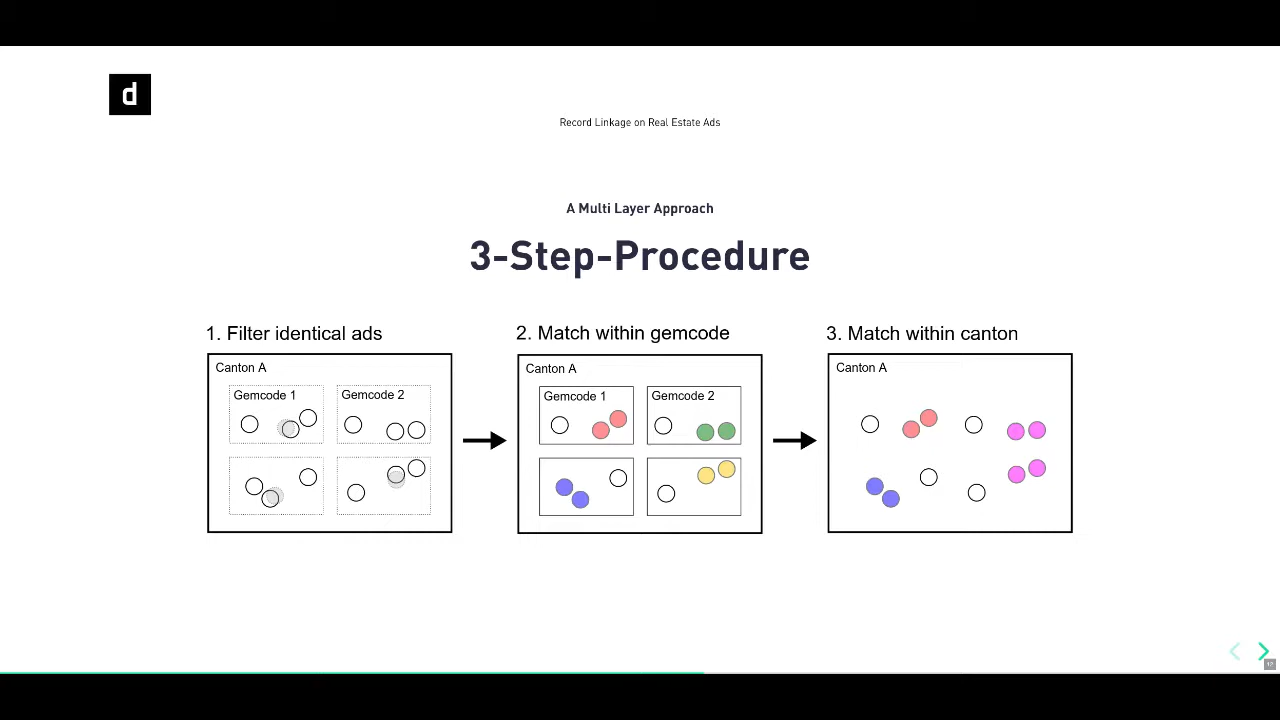 d
Record Linkage on Real Estate Ads
A Multi Layer Approach
3-Step-Procedure
1. Filter identical ads
Canton A
Gemcode 1
Gemcode 2
2. Match within gemcode
Canton A
Gemcode 1
Gemcode 2
3. Match within canton
Canton A